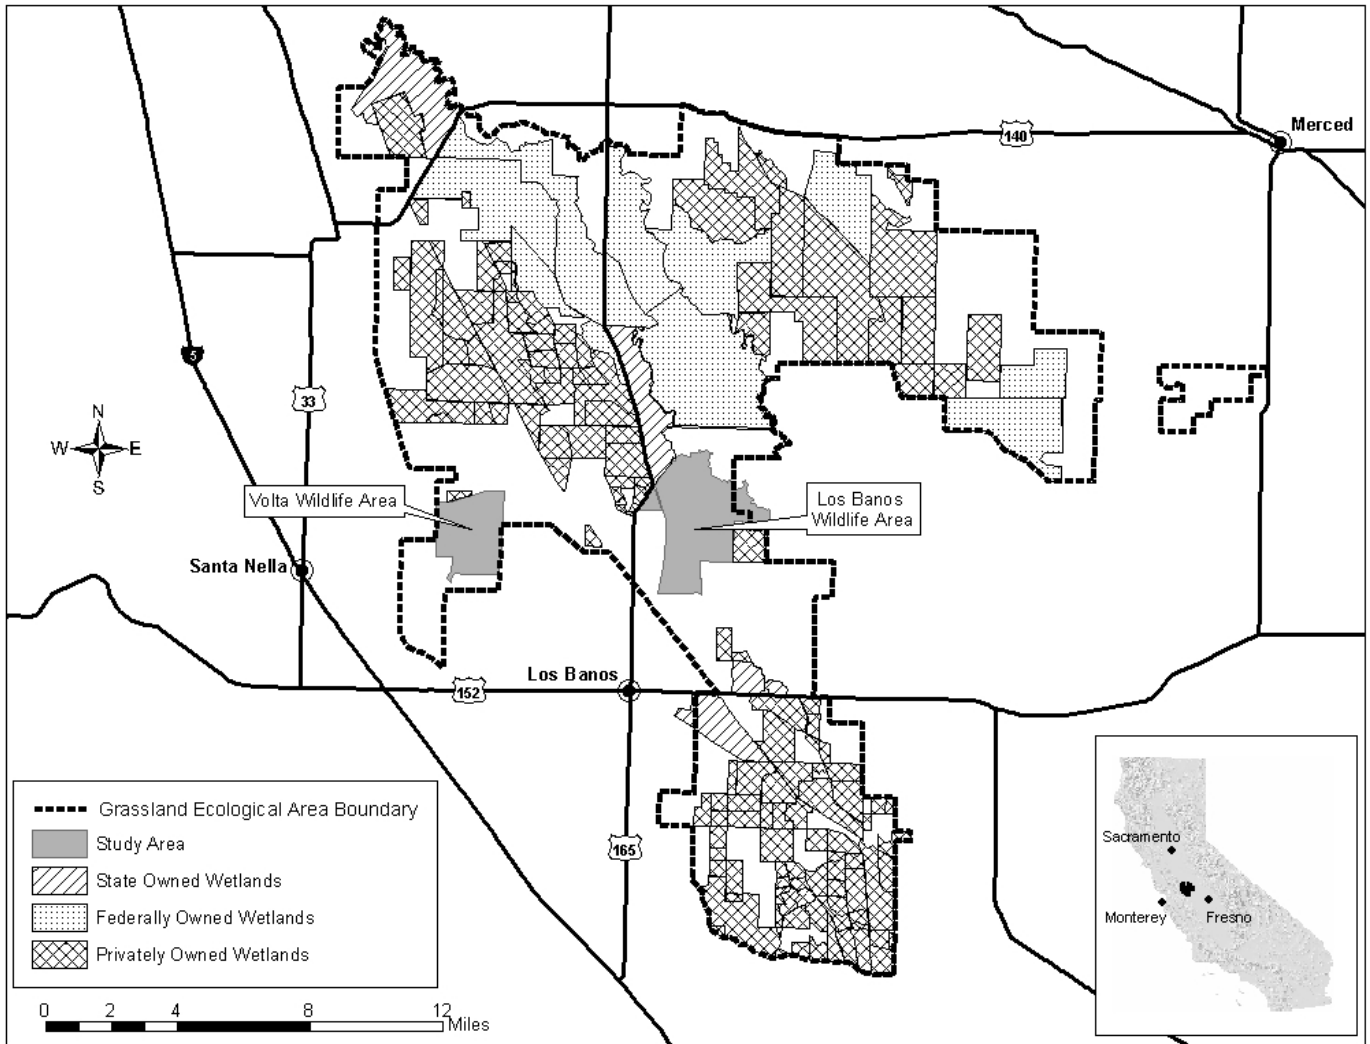 Merced
140
5
33
N
W E
S
Volta Wildlife Area
Los Banos
Wildlife Area
Santa Nella
Los Banos
152
165
Grassland Ecological Area Boundary
Study Area
State Owned Wetlands
Federally Owned Wetlands
Privately Owned Wetlands
0 2 4 8 12
Miles
Sacramento
Monterey
Fresno